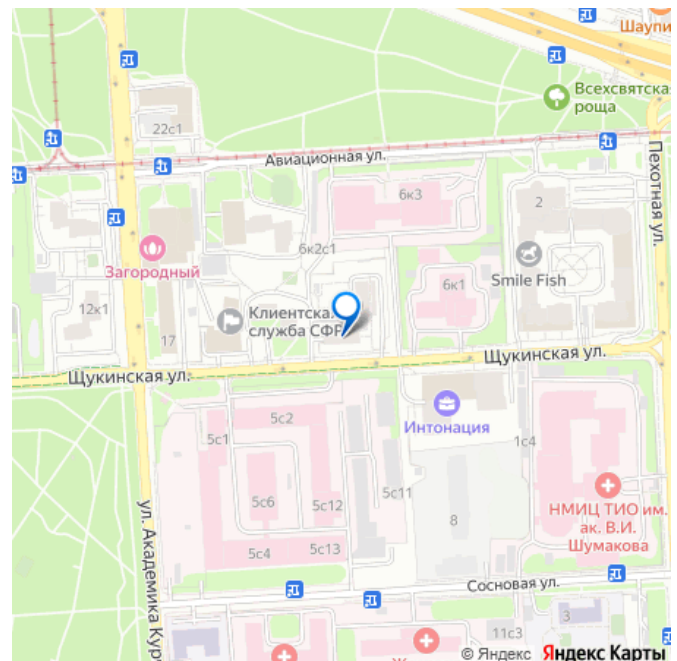 Шаупи
Всехсвятска
роща
22с1
Авиационная ул.
Пехотная ул.
6к3
2
6к2с1
Загородный
Smile Fish
12к1
6к1
Клиентска
служба СФР
17
Щукинская ул.
Щукинская ул.
5с2
5с1
Интонация
1с4
5с6
5с12
5с11
НМИЦ ТИО им.
ак. В.И.
Шумакова
8
5с4
5с13
ул. Академика Кур
Сосновая ул.
3
11с3
Ж
© Яндекс Яндекс Карты